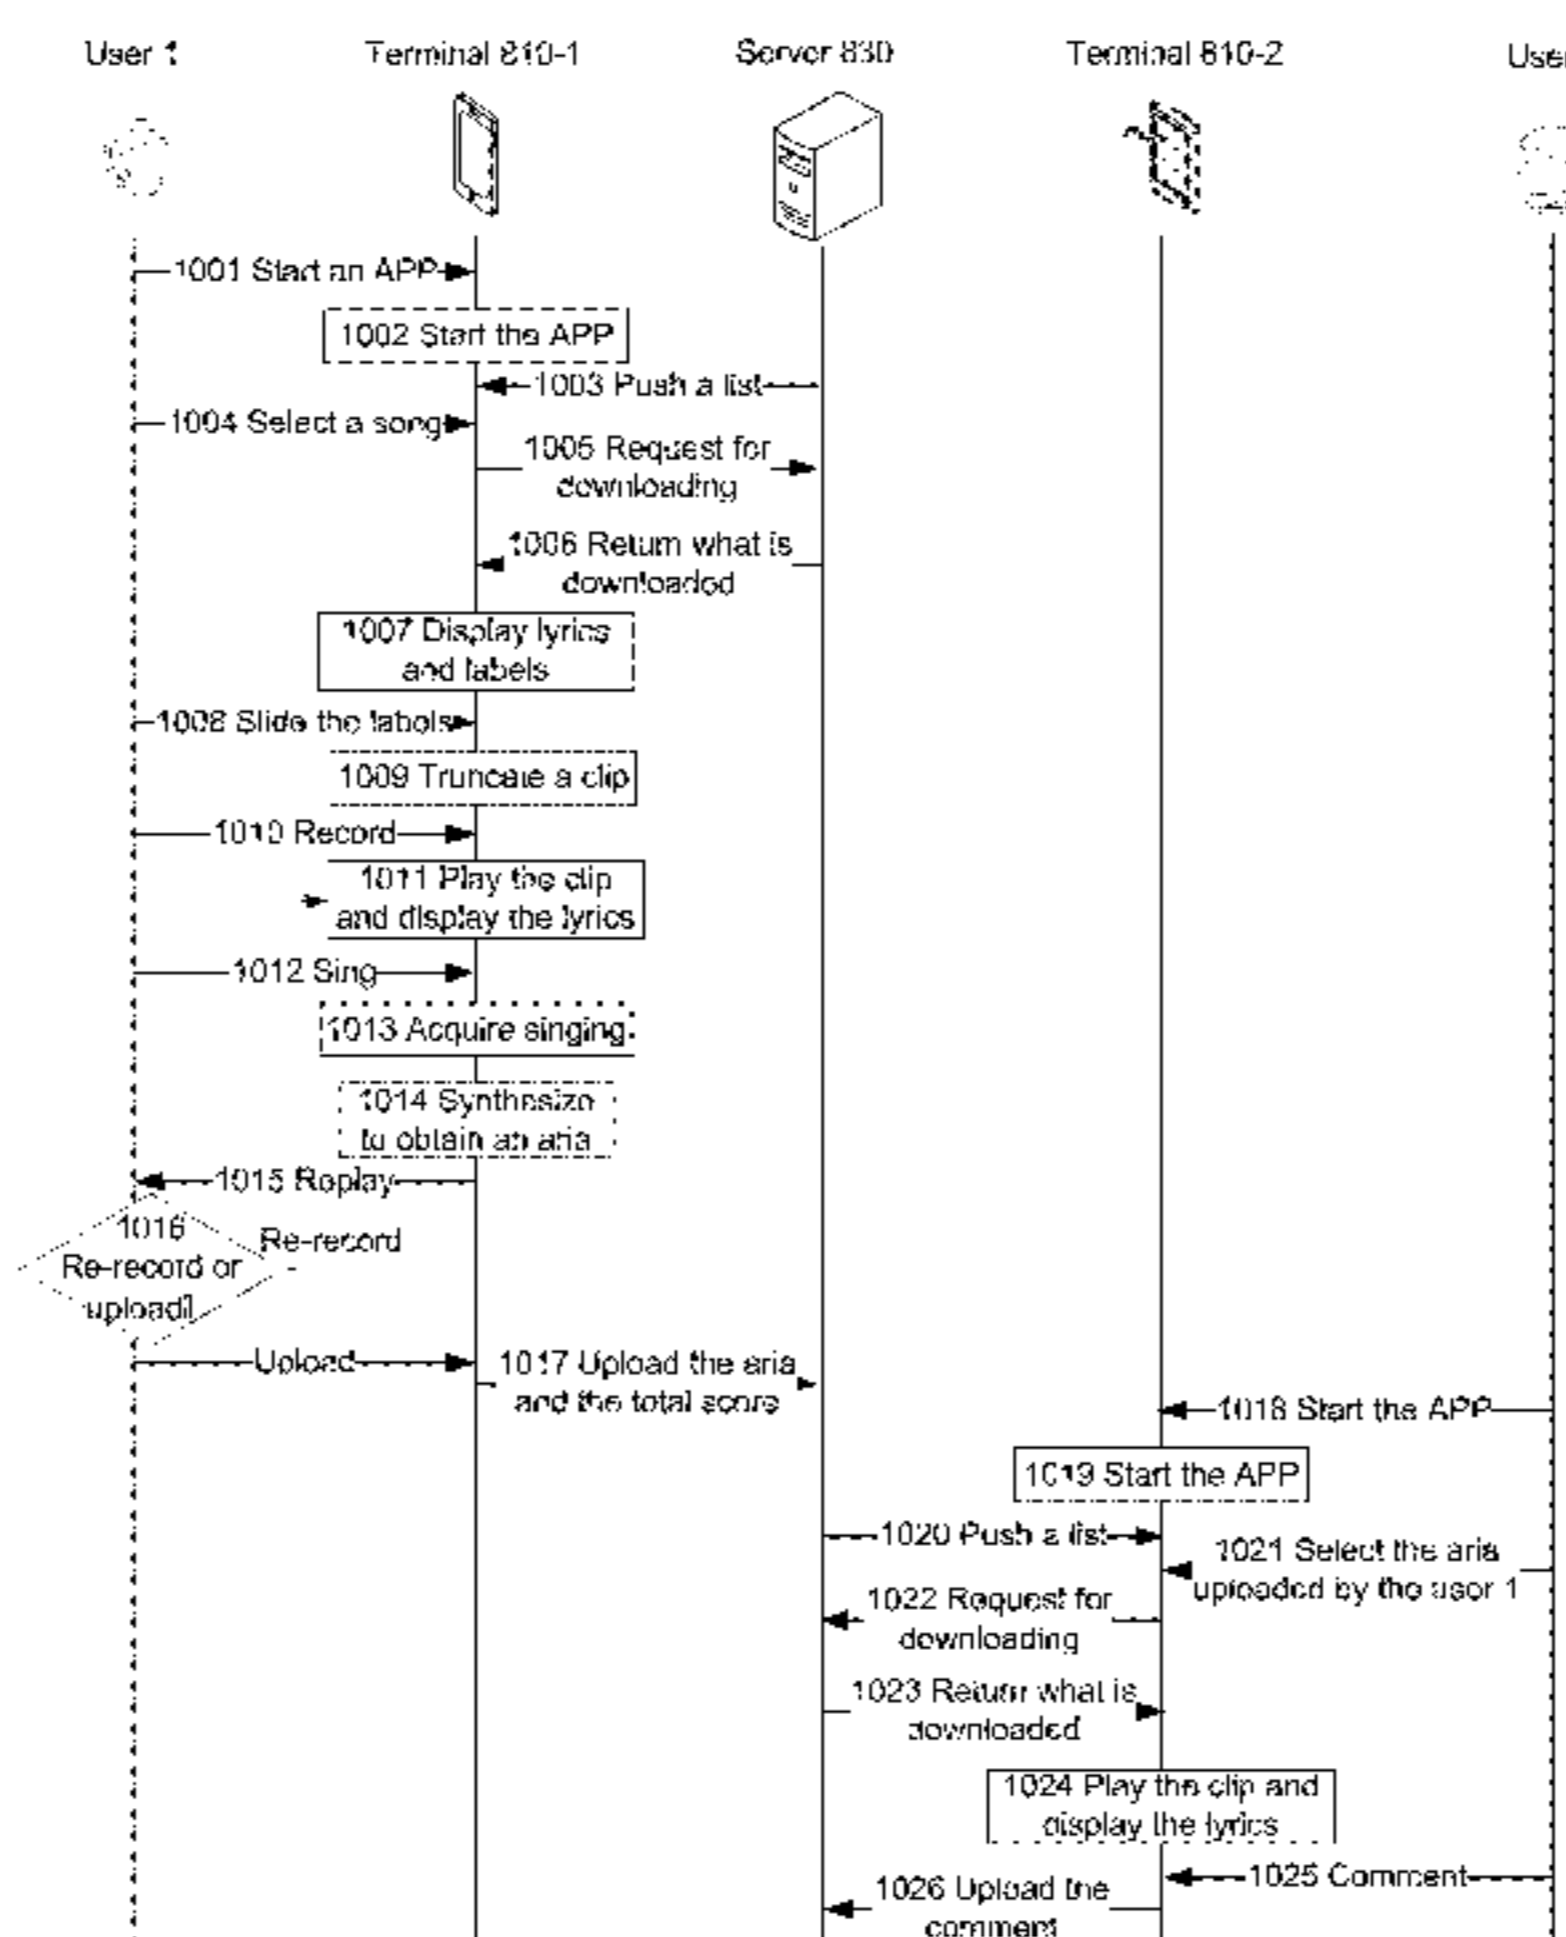 User 1
Terminal 810-1
Server 830
Terminal 810-2
User
1001 Start an APP
1002 Start the APP
1003 Push a list
1004 Select a song
1005 Request for
downloading
1006 Return what is
downloaded
1007 Display lyrics
and labels
1008 Slide the labels
1009 Truncate a clip
1010 Record
1011 Play the clip
and display the lyrics
1012 Sing
1013 Acquire singing
1014 Synthesize
to obtain an aria
1015 Replay
1016
Re-record or
upload?
Re-record
Upload
1017 Upload the aria
and the total score
1018 Start the APP
1019 Start the APP
1020 Push a list
1021 Select the aria
uploaded by the user 1
1022 Request for
downloading
1023 Return what is
downloaded
1024 Play the clip and
display the lyrics
1025 Comment
1026 Upload the
comment